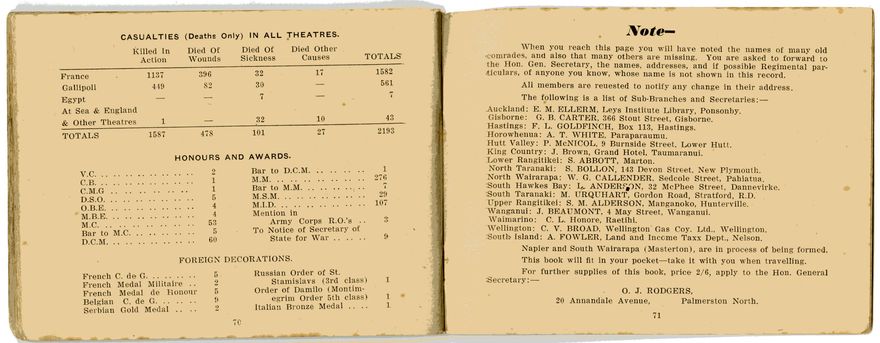 CASUALTIES (Deaths Only) IN ALL THEATRES.
Killed In Action Died Of Wounds Died Of Sickness Died Other Causes TOTALS
France 1137 396 32 17 1582
Gallipoli 449 82 30 — 561
Egypt — — 7 — 7
At Sea & England
& Other Theatres 1 — 32 10 43
TOTALS 1587 478 101 27 2193
HONOURS AND AWARDS.
V.C. . . . . . . . . . . . . . . 2
C.B. . . . . . . . . . . . . . . 1
C.M.G . . . . . . . . . . . . . 1
D.S.O. . . . . . . . . . . . . . 5
O.B.E. . . . . . . . . . . . . . 4
M.B.E. . . . . . . . . . . . . . 4
M.C. . . . . . . . . . . . . . . 53
Bar to M.C. . . . . . . . . . . 5
D.C.M. . . . . . . . . . . . . . 60
Bar to D.C.M. . . . . . . . . . 1
M.M. . . . . . . . . . . . . . . 276
Bar to M.M. . . . . . . . . . . 7
M.S.M. . . . . . . . . . . . . . 29
M.I.D. . . . . . . . . . . . . . 107
Mention in
Army Corps R.O.'s . . 3
To Notice of Secretary of
State for War . . . . . 9
FOREIGN DECORATIONS.
French C. de G. . . . . . . . . 5
French Medal Militaire . . 2
French Medal de Honour 5
Belgian C. de G. . . . . . . 9
Serbian Gold Medal . . . 2
Russian Order of St.
Stanislavs (3rd class) 1
Order of Damilo (Montim-
egrim Order 5th class) 1
Italian Bronze Medal . . . . 1
70
Note—
When you reach this page you will have noted the names of many old
comrades, and also that many others are missing. You are asked to forward to
the Hon. Gen. Secretary, the names, addresses, and if possible Regimental par-
ticulars, of anyone you know, whose name is not shown in this record.
All members are reuested to notify any change in their address.
The following is a list of Sub-Branches and Secretaries:—
Auckland: E. M. ELLERM, Leys Institute Library, Ponsonby.
Gisborne: G. B. CARTER, 366 Stout Street, Gisborne.
Hastings: F. L. GOLDFINCH, Box 113, Hastings.
Horowhenua: A. T. WHITE, Paraparaumu.
Hutt Valley: P. McNICOL, 9 Burnside Street, Lower Hutt.
King Country: J. Brown, Grand Hotel, Taumaranui.
Lower Rangitikei: S. ABBOTT, Marton.
North Taranaki: S. BOLLON, 143 Devon Street, New Plymouth.
North Wairarapa: W. G. CALLENDER, Sedcole Street, Pahiatua.
South Hawkes Bay: L. ANDERSON, 32 McPhee Street, Dannevirke.
South Taranaki: M. URQUHART, Gordon Road, Stratford, R.D.
Upper Rangitikei: S. M. ALDERSON, Manganoko, Hunterville.
Wanganui: J. BEAUMONT, 4 May Street, Wanganui.
Waimarino: C. L. Honore, Raetihi.
Wellington: C. V. BROAD, Wellington Gas Coy. Ltd., Wellington.
South Island: A. FOWLER, Land and Income Taxx Dept., Nelson.
Napier and South Wairarapa (Masterton), are in process of being formed.
This book will fit in your pocket—take it with you when travelling.
For further supplies of this book, price 2/6, apply to the Hon. General
Secretary:—
O. J. RODGERS,
20 Annandale Avenue, Palmerston North.
71